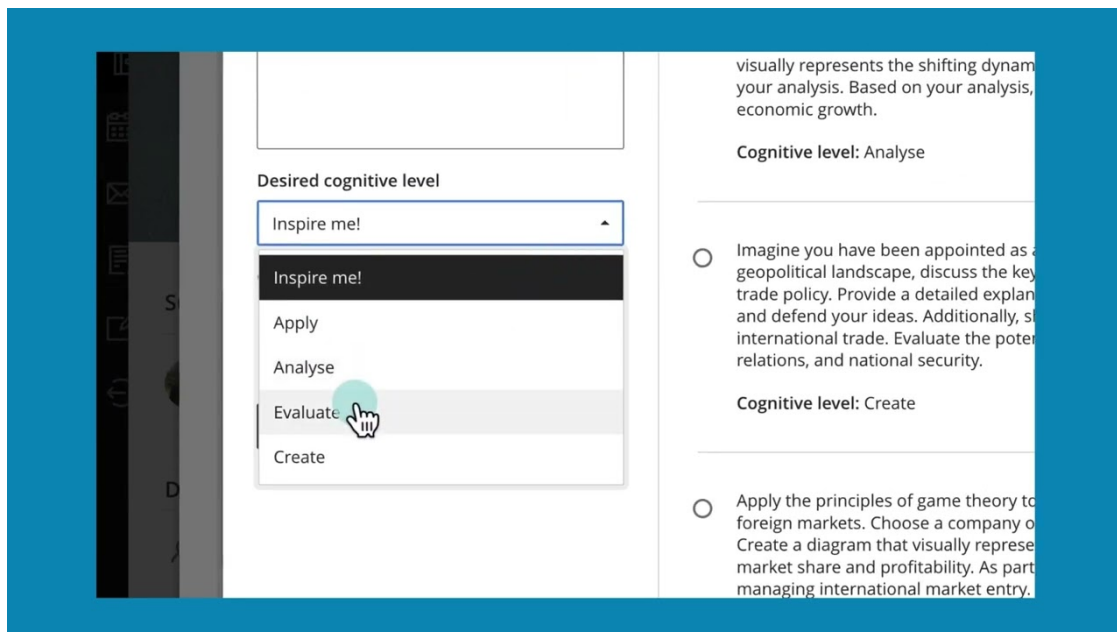 Desired cognitive level
Inspire me!
Inspire me!
Apply
Analyse
Evaluate
Create
visually represents the shifting dynam
your analysis. Based on your analysis,
economic growth.
Cognitive level: Analyse
Imagine you have been appointed as a
geopolitical landscape, discuss the key
trade policy. Provide a detailed explan
and defend your ideas. Additionally, sl
international trade. Evaluate the poter
relations, and national security.
Cognitive level: Create
Apply the principles of game theory to
foreign markets. Choose a company o
Create a diagram that visually represe
market share and profitability. As part
managing international market entry.
S
D